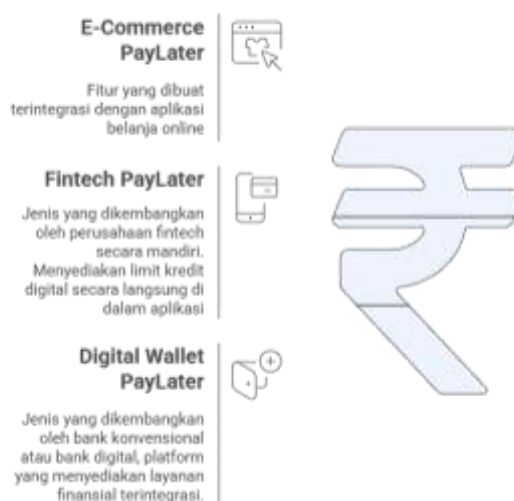 E-Commerce
PayLater
Fitur yang dibuat
terintegrasi dengan aplikasi
belanja online
Fintech PayLater
Jenis yang dikembangkan
oleh perusahaan fintech
secara mandiri.
Menyediakan limit kredit
digital secara langsung di
dalam aplikasi
Digital Wallet
PayLater
Jenis yang dikembangkan
oleh bank konvensional
atau bank digital, platform
yang menyediakan layanan
finansial terintegrasi.